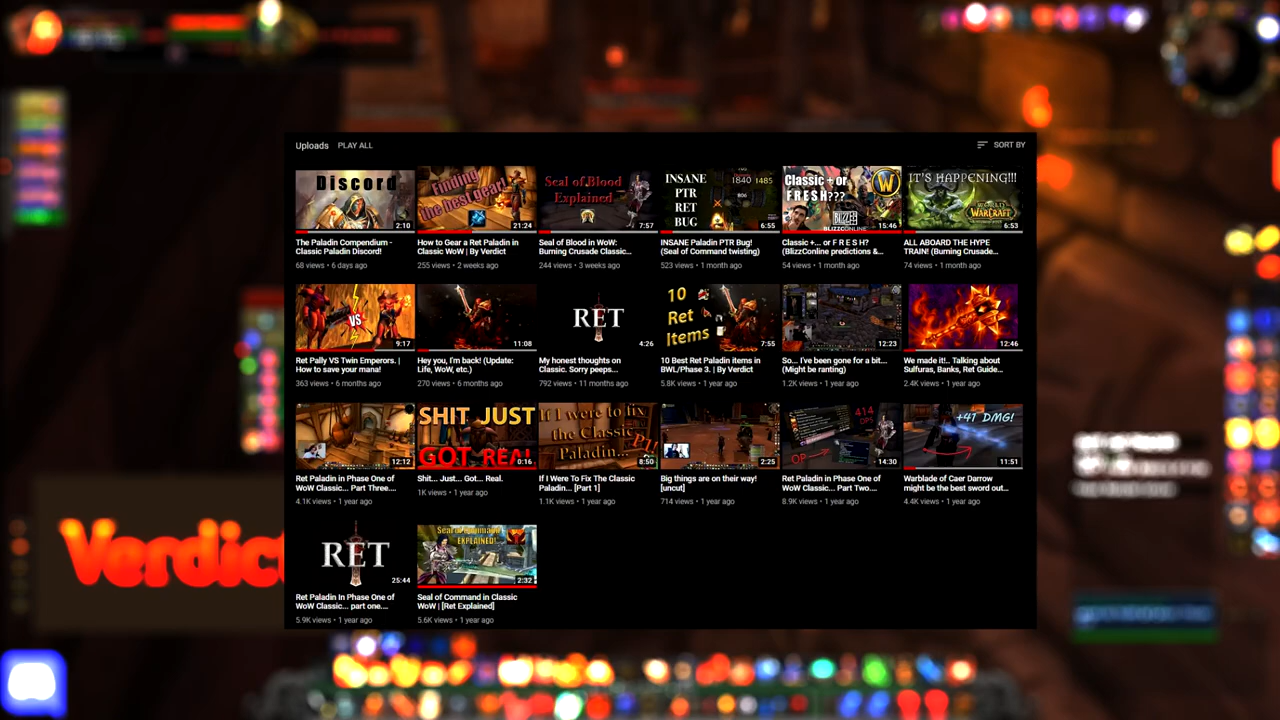 Uploads PLAY ALL SORT BY
Discord
2:10
Finding
the best gear!
21:24
Seal of Blood
Explained
7:57
INSANE
PTR
RET
BUG
1840 1485
6:55
Classic + or
FRESH???
BLIZZCONLINE
15:46
IT'S HAPPENING!!!
WORLD
WARCRAFT
6:53
The Paladin Compendium -
Classic Paladin Discord!
68 views • 6 days ago
How to Gear a Ret Paladin in
Classic WoW | By Verdict
255 views • 2 weeks ago
Seal of Blood in WoW:
Burning Crusade Classic...
244 views • 3 weeks ago
INSANE Paladin PTR Bug!
(Seal of Command twisting)
523 views • 1 month ago
Classic +... or F R E S H?
(BlizzConline predictions &...
54 views • 1 month ago
ALL ABOARD THE HYPE
TRAIN! (Burning Crusade...
74 views • 1 month ago
VS
9:17
11:08
RET
4:26
10
Ret
Items
7:55
12:23
12:46
Ret Pally VS Twin Emperors. |
How to save your mana!
363 views • 6 months ago
Hey you, I'm back! (Update:
Life, WoW, etc.)
270 views • 6 months ago
My honest thoughts on
Classic. Sorry peeps...
792 views • 11 months ago
10 Best Ret Paladin items in
BWL/Phase 3. | By Verdict
5.8K views • 1 year ago
So... I've been gone for a bit...
(Might be ranting)
1.2K views • 1 year ago
We made it!.. Talking about
Sulfuras, Banks, Ret Guide...
2.4K views • 1 year ago
12:12
SHIT JUST
GOT REAL
0:16
If I were to fix
the Classic
Paladin...
P1!
8:50
2:25
414
DPS
OP
14:30
+41 DMG!
11:51
Ret Paladin in Phase One of
WoW Classic... Part Three....
4.1K views • 1 year ago
Shit... Just... Got... Real.
1K views • 1 year ago
If I Were To Fix The Classic
Paladin... [Part 1]
1.1K views • 1 year ago
Big things are on their way!
[uncut]
714 views • 1 year ago
Ret Paladin in Phase One of
WoW Classic... Part Two....
8.9K views • 1 year ago
Warblade of Caer Darrow
might be the best sword out...
4.4K views • 1 year ago
RET
25:44
Seal of Command
EXPLAINED!
2:32
Ret Paladin In Phase One of
WoW Classic... part one....
5.9K views • 1 year ago
Seal of Command in Classic
WoW | [Ret Explained]
5.6K views • 1 year ago
Verdict